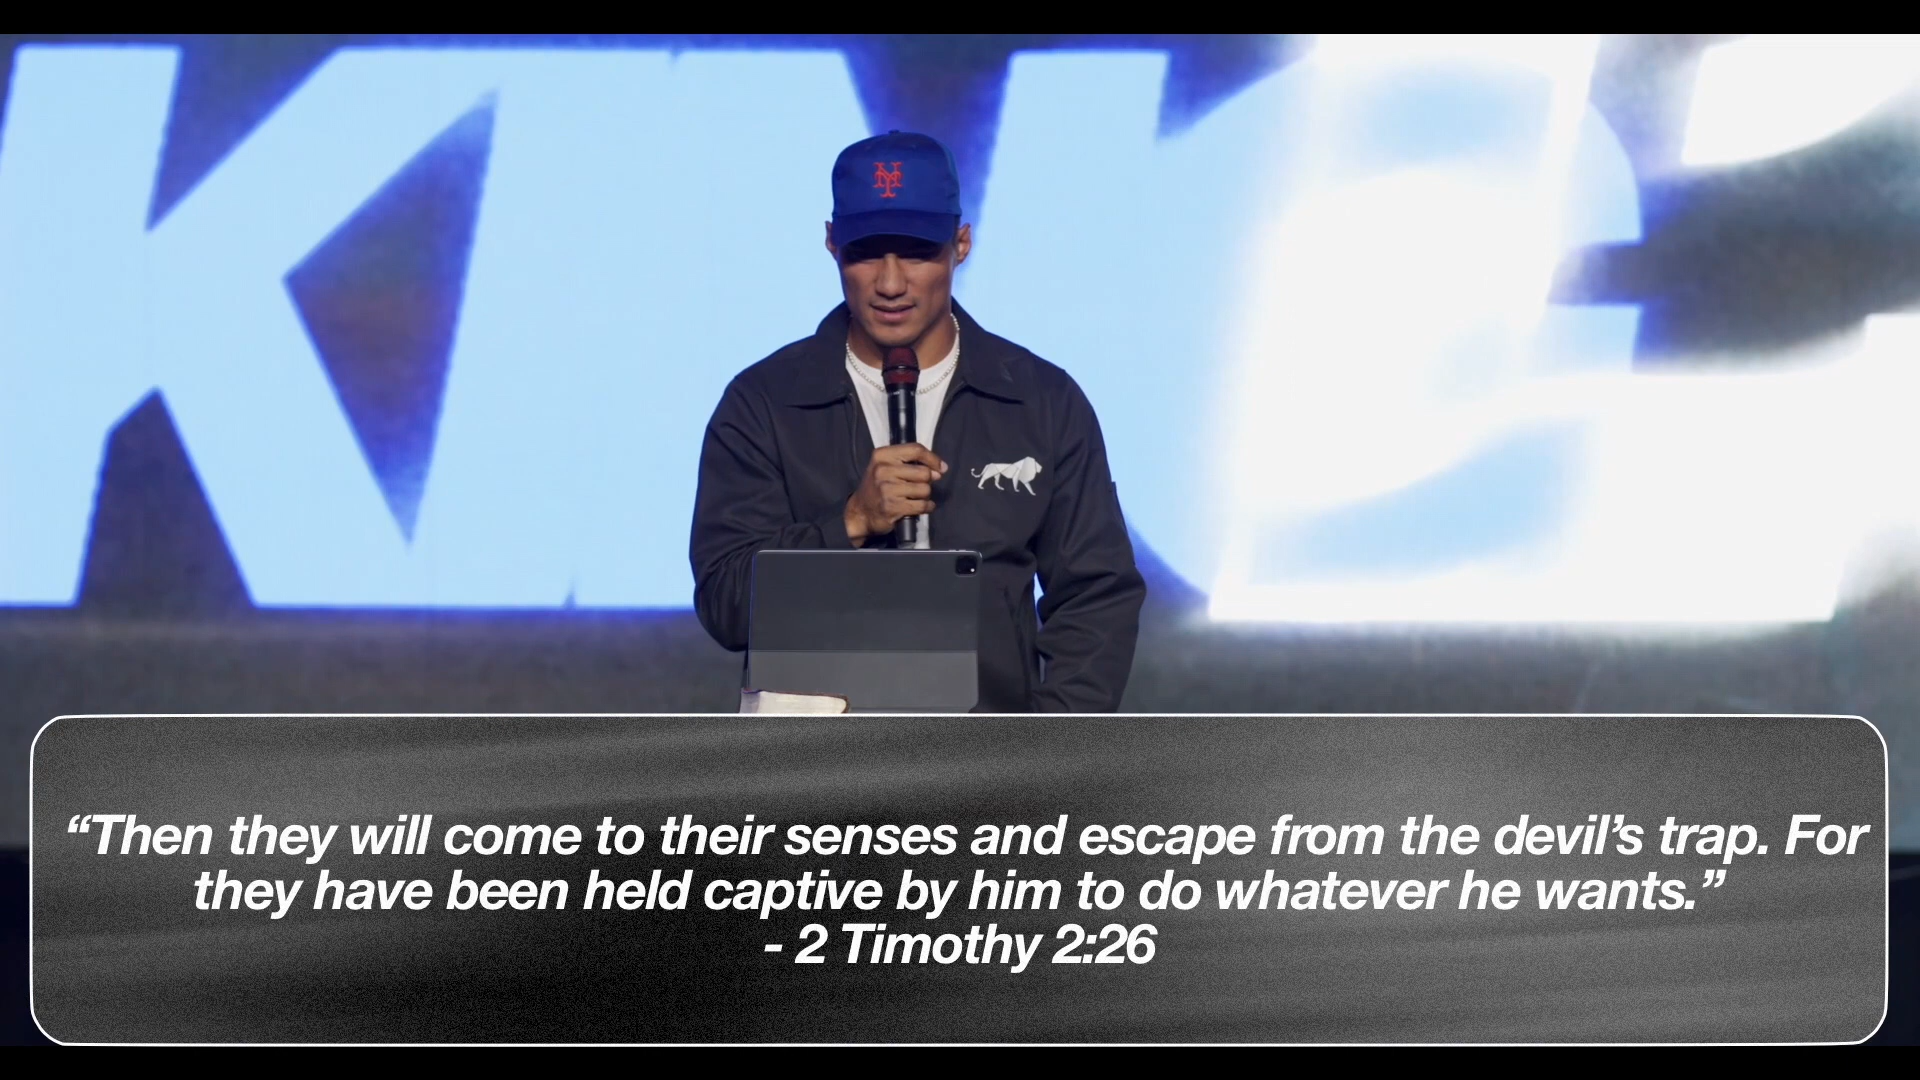 NY
“Then they will come to their senses and escape from the devil’s trap. For
they have been held captive by him to do whatever he wants.”
- 2 Timothy 2:26